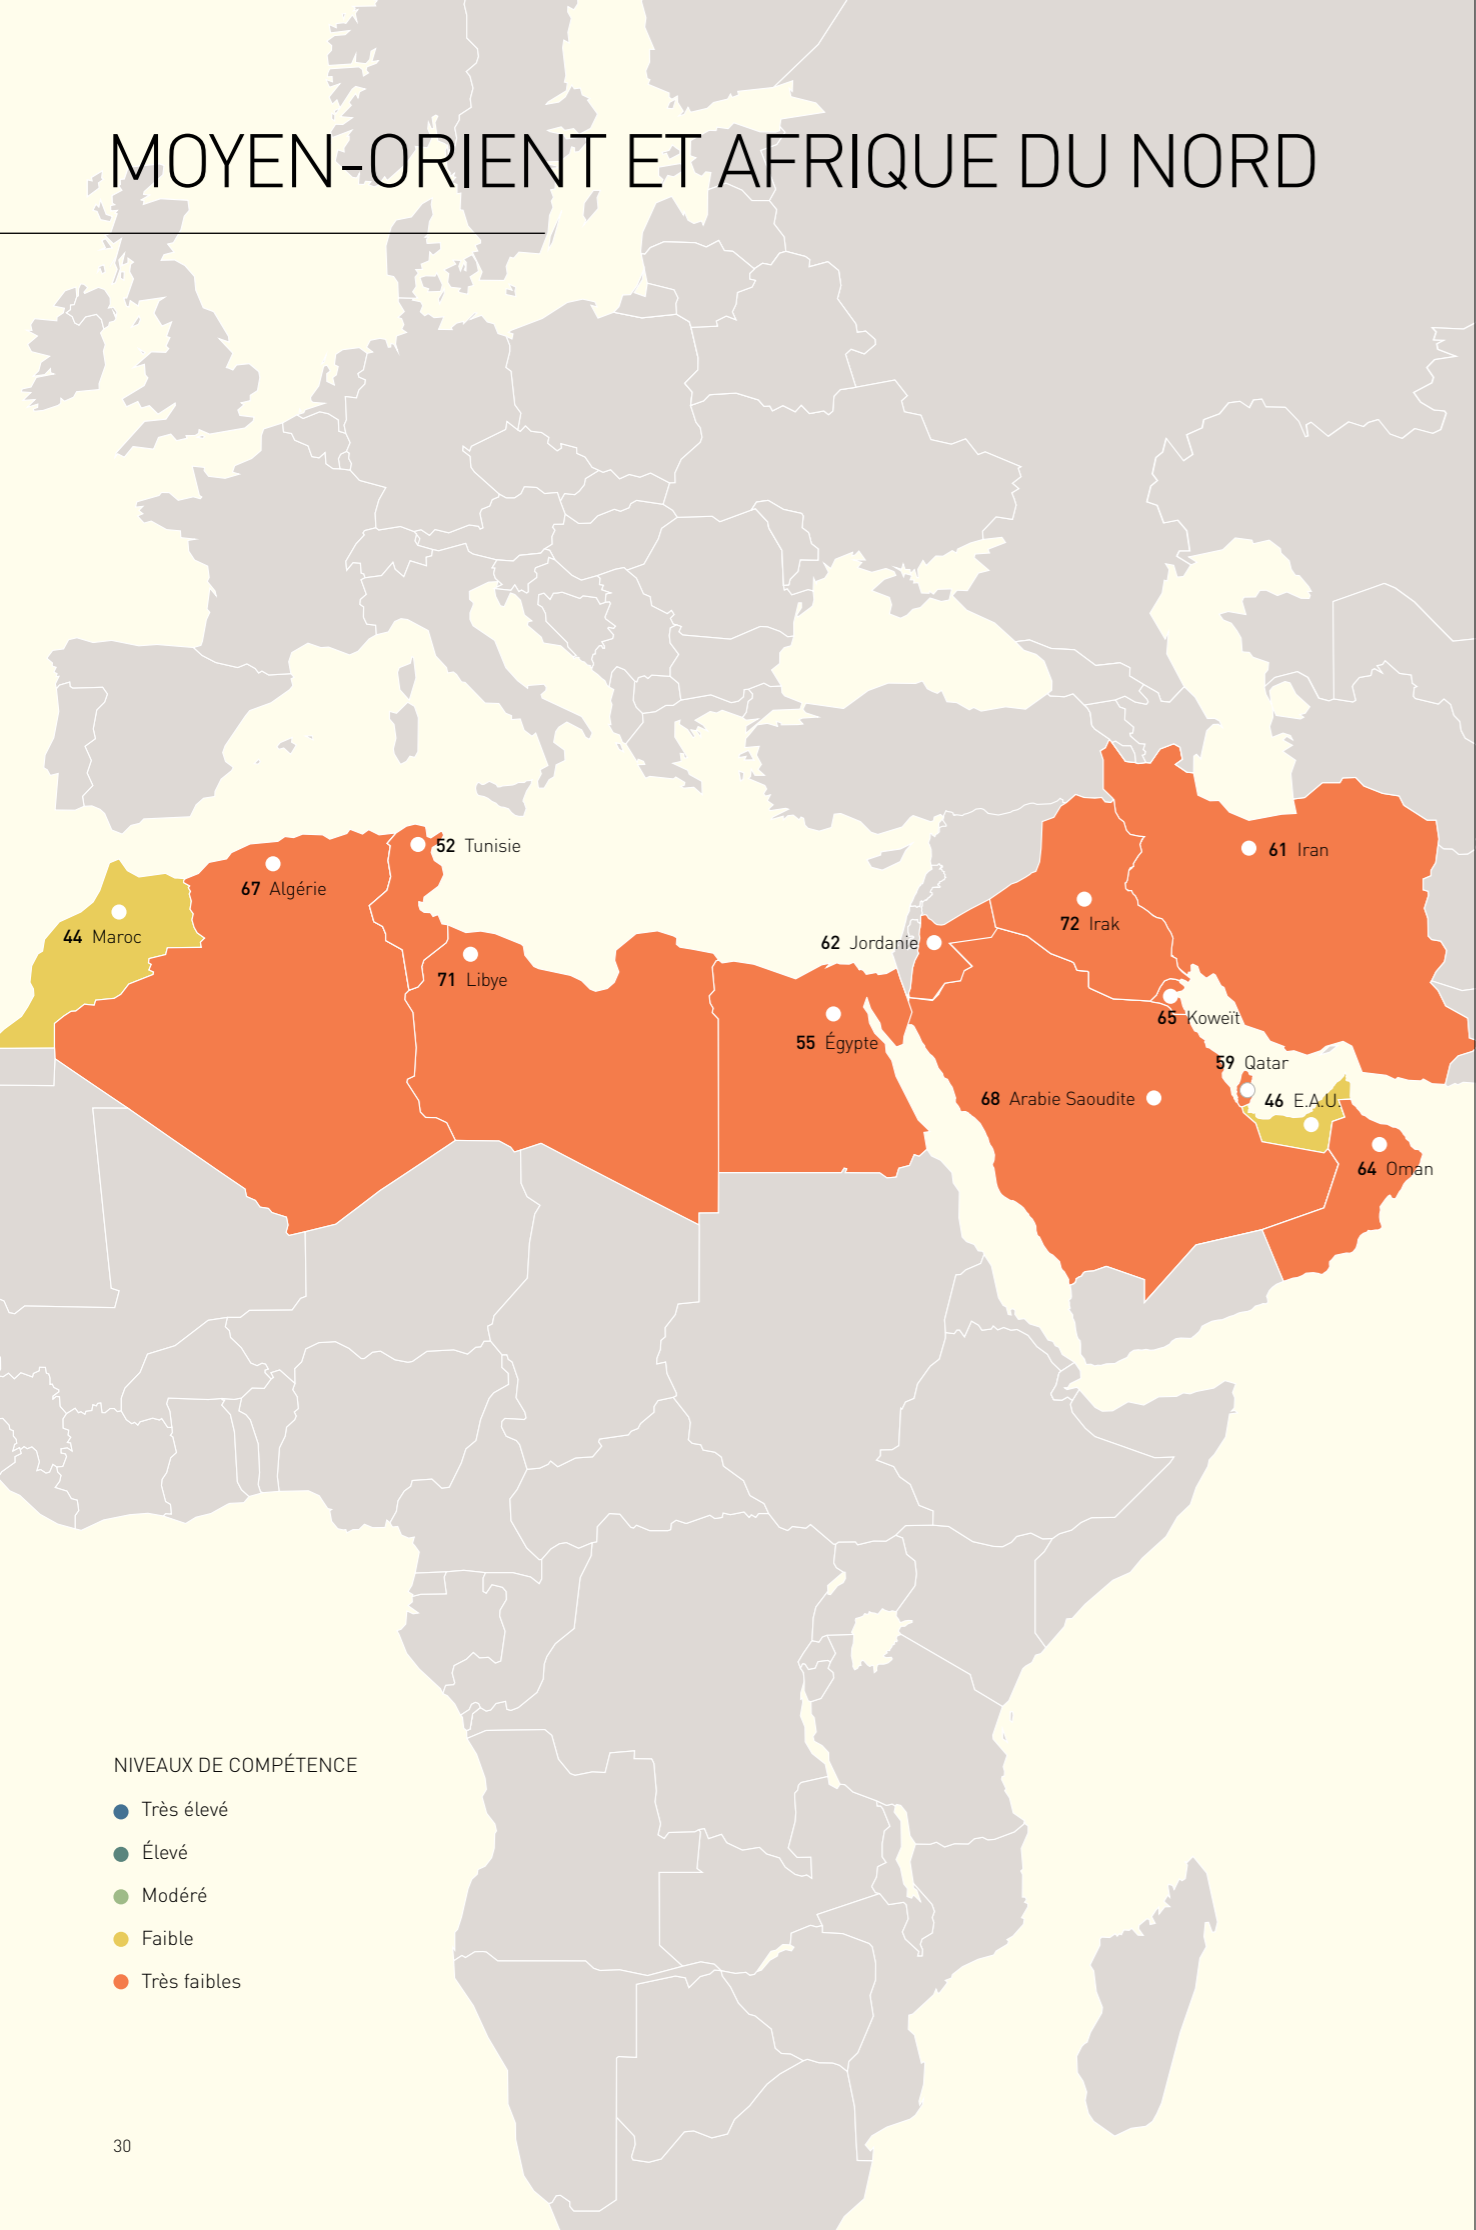 MOYEN-ORIENT ET AFRIQUE DU NORD
52 Tunisie
61 Iran
67 Algérie
72 Irak
44 Maroc
62 Jordanie
71 Libye
65 Koweït
55 Égypte
59 Qatar
68 Arabie Saoudite
46 E.A.U.
64 Oman
NIVEAUX DE COMPÉTENCE
Très élevé
Élevé
Modéré
Faible
Très faibles
30